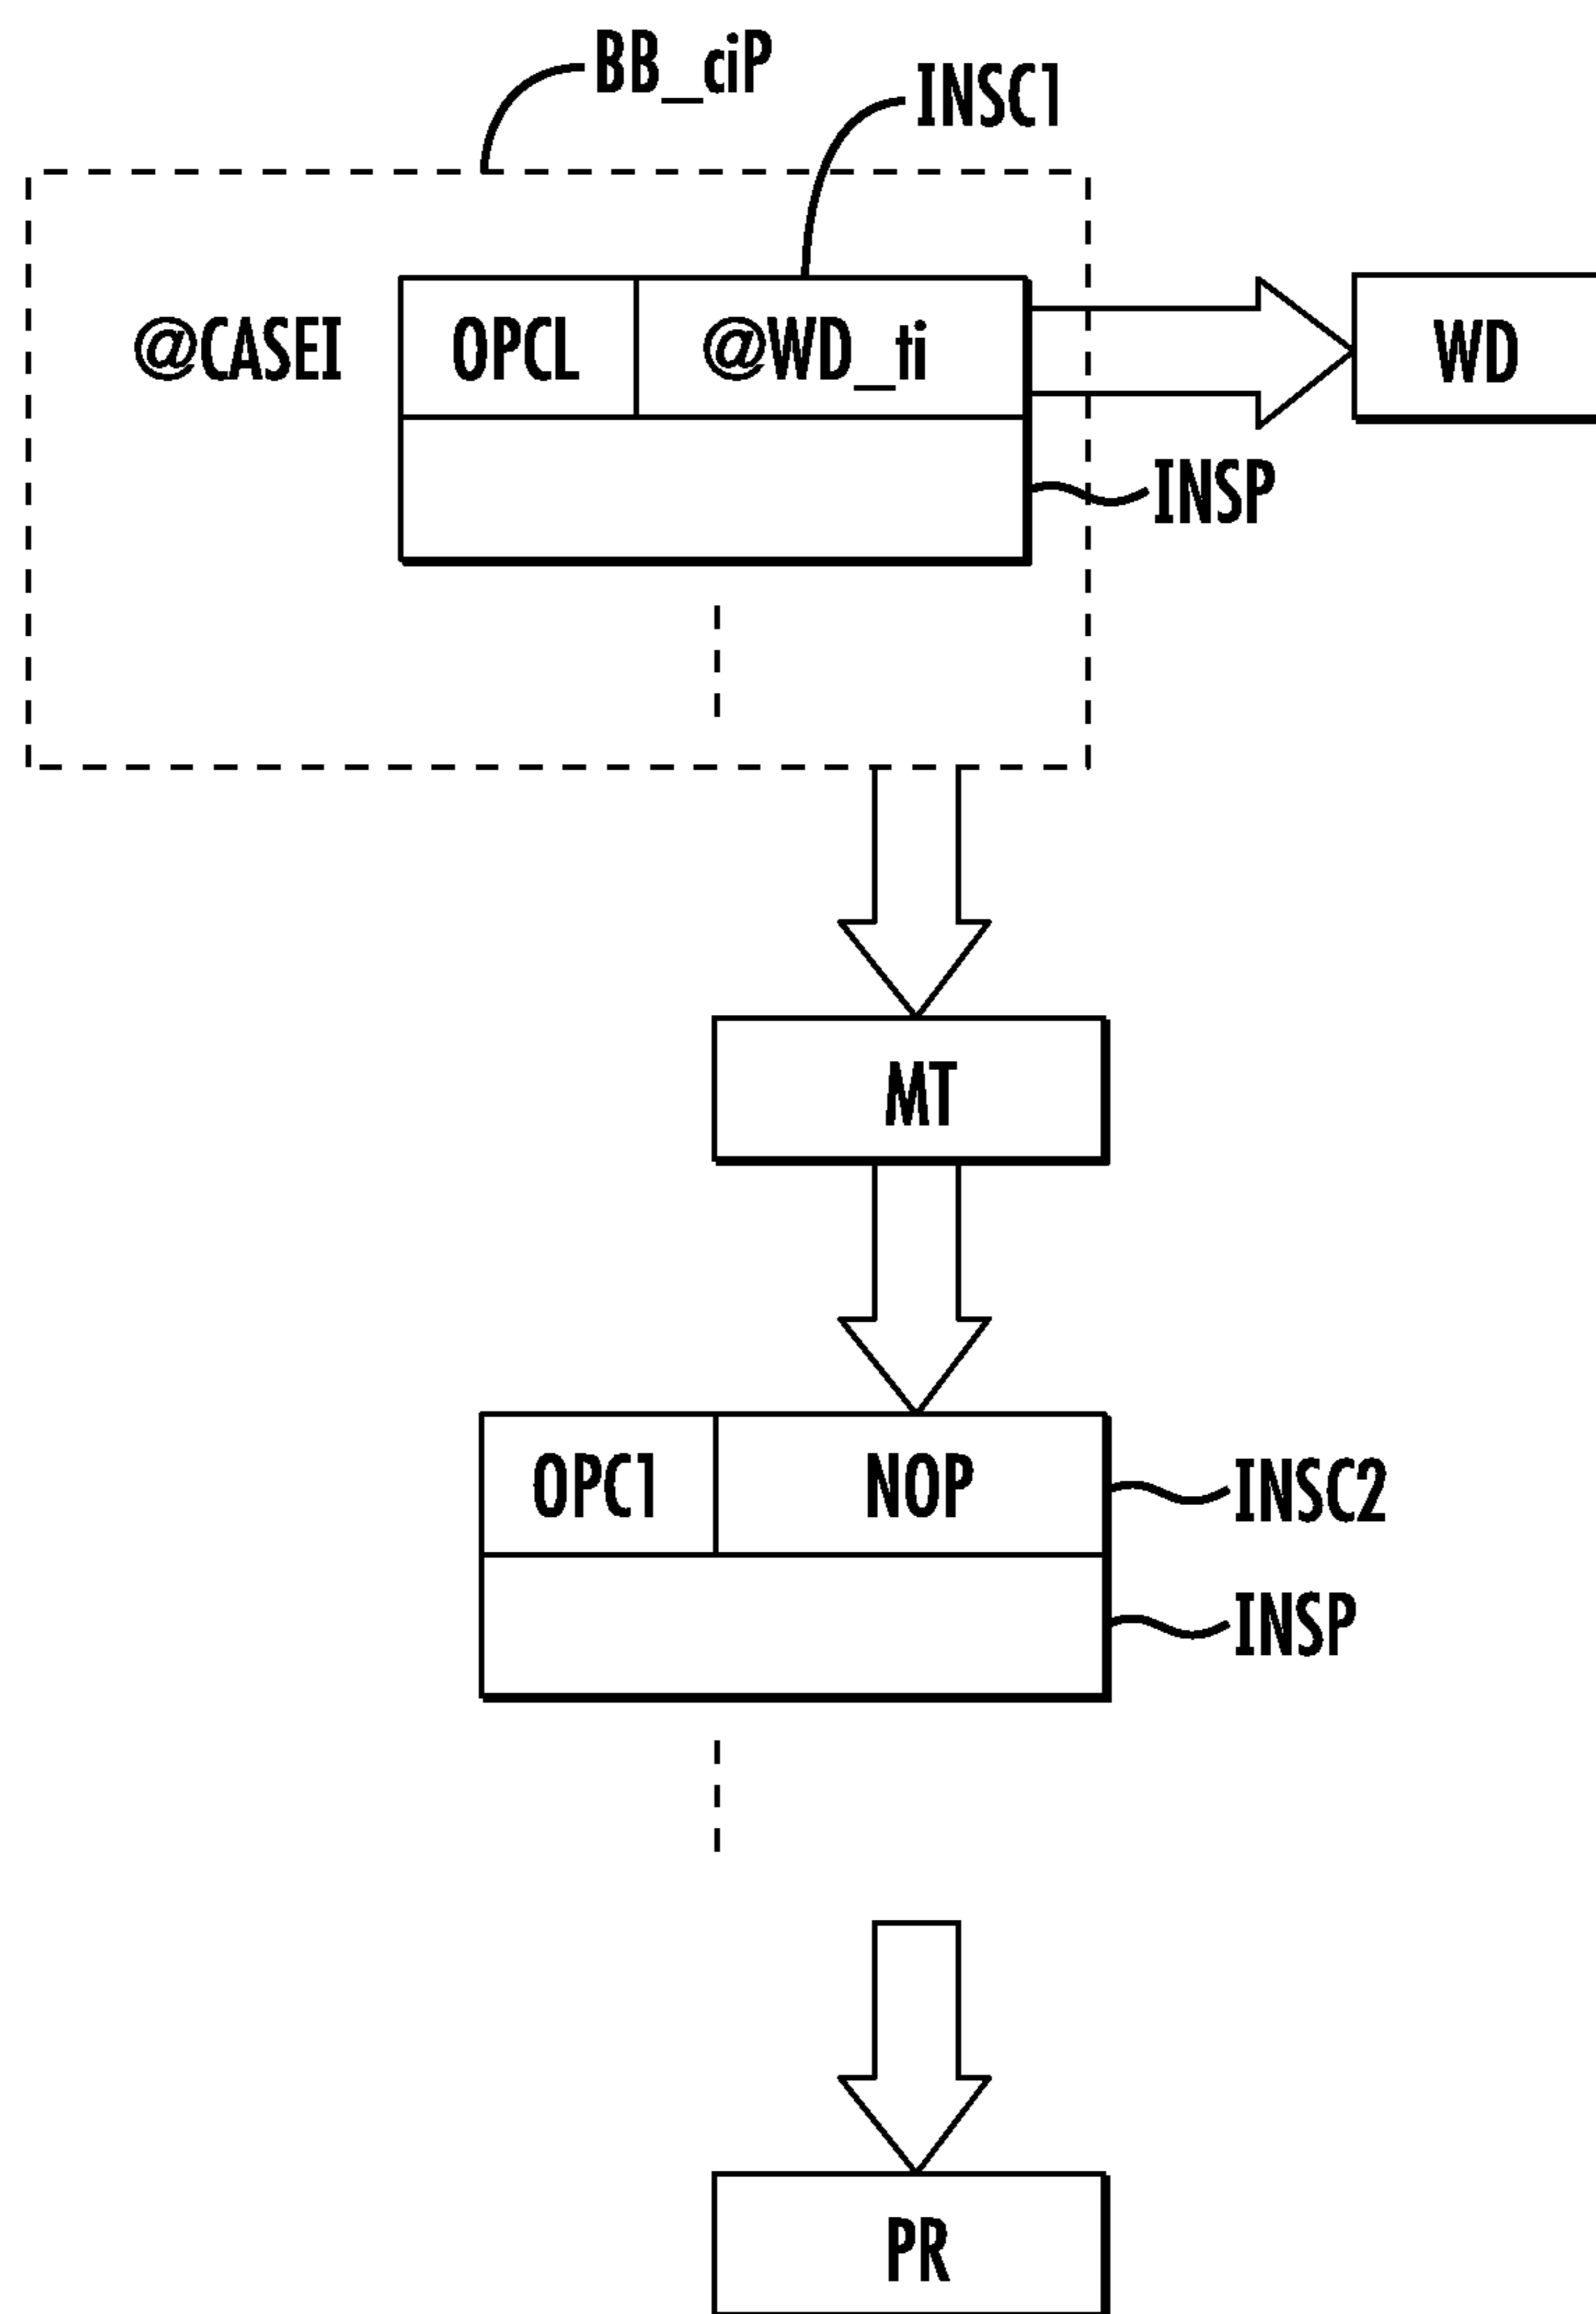 BB_ciP
INSC1
@CASEI
OPCL
@WD_ti
WD
INSP
MT
OPC1
NOP
INSC2
INSP
PR